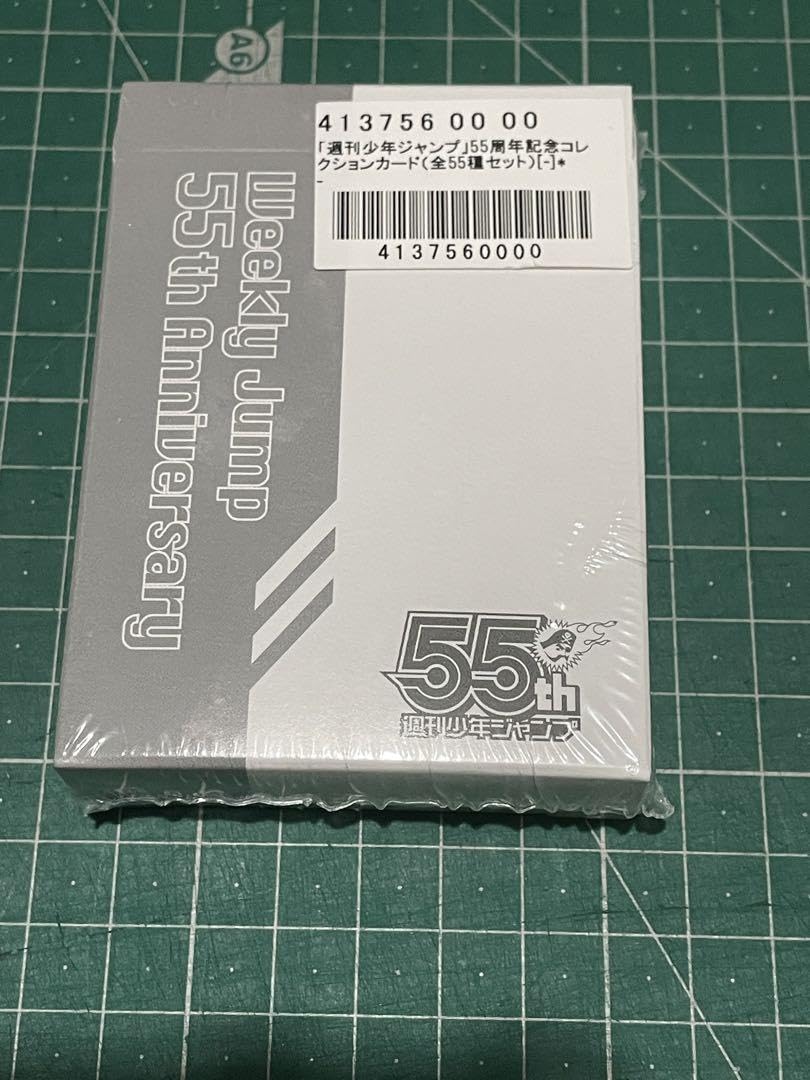 A6
413756 00 00
「週刊少年ジャンプ」55周年記念コレ
クションカード(全55種セット)[-]*
-
4137560000
Weekly Jump
55th Anniversary
55th
週刊少年ジャンプ